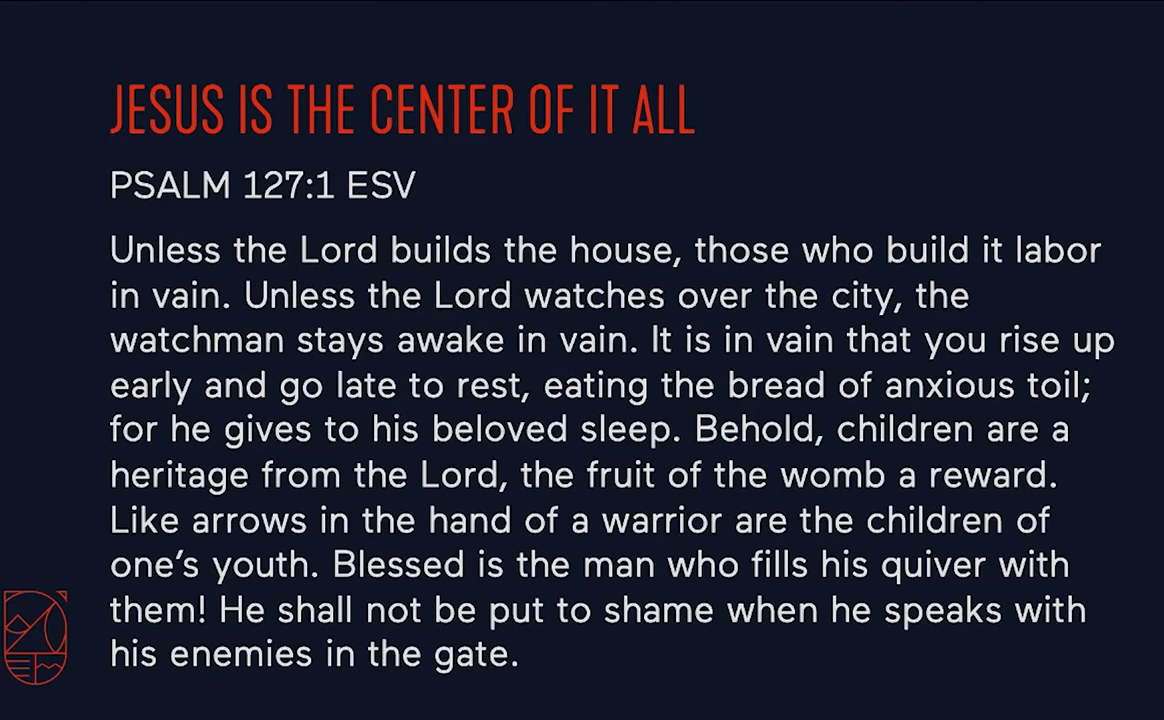 JESUS IS THE CENTER OF IT ALL
PSALM 127:1 ESV
Unless the Lord builds the house, those who build it labor
in vain. Unless the Lord watches over the city, the
watchman stays awake in vain. It is in vain that you rise up
early and go late to rest, eating the bread of anxious toil;
for he gives to his beloved sleep. Behold, children are a
heritage from the Lord, the fruit of the womb a reward.
Like arrows in the hand of a warrior are the children of
one’s youth. Blessed is the man who fills his quiver with
them! He shall not be put to shame when he speaks with
his enemies in the gate.